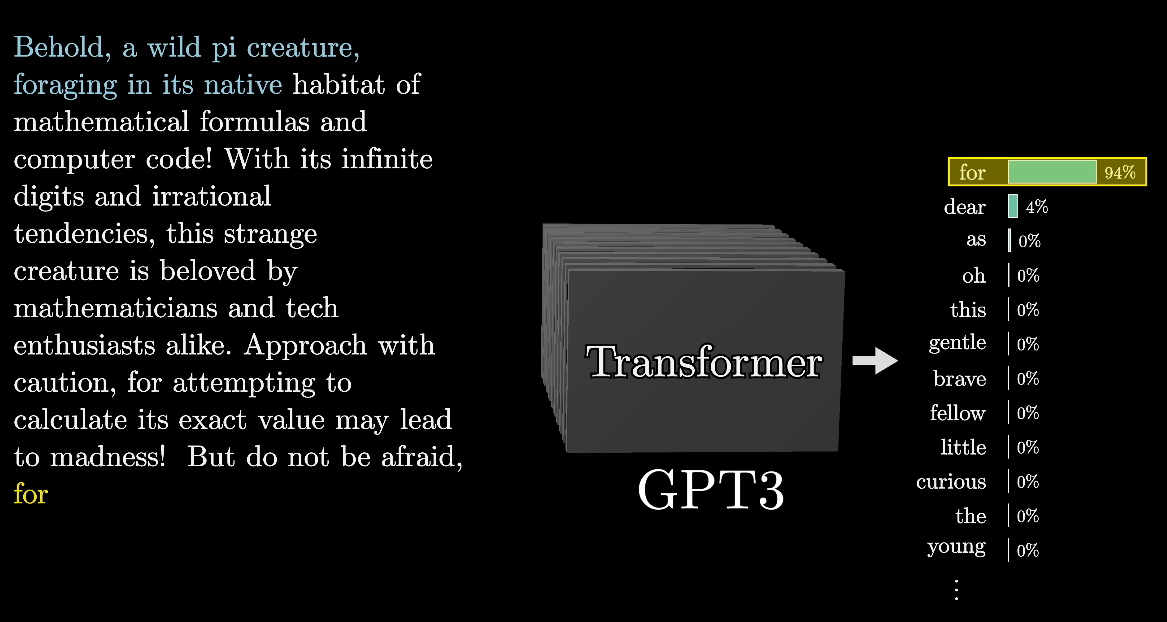 Behold, a wild pi creature,
foraging in its native habitat of
mathematical formulas and
computer code! With its infinite
digits and irrational
tendencies, this strange
creature is beloved by
mathematicians and tech
enthusiasts alike. Approach with
caution, for attempting to
calculate its exact value may lead
to madness!  But do not be afraid,
for
Transformer
GPT3
for 94%
dear 4%
as 0%
oh 0%
this 0%
gentle 0%
brave 0%
fellow 0%
little 0%
curious 0%
the 0%
young 0%
⋮